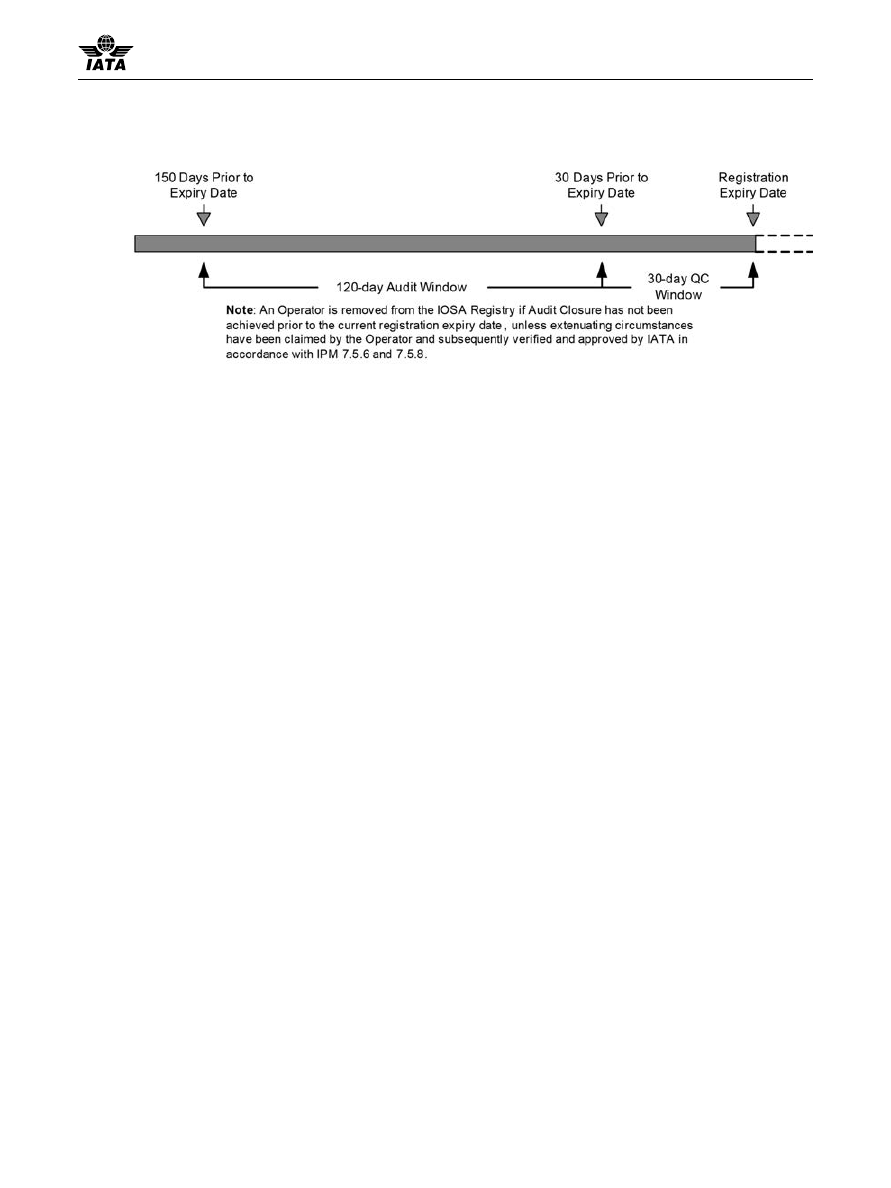 IATA
150 Days Prior to
Expiry Date
30 Days Prior to
Expiry Date
Registration
Expiry Date
120-day Audit Window
30-day QC
Window
Note: An Operator is removed from the IOSA Registry if Audit Closure has not been
achieved prior to the current registration expiry date, unless extenuating circumstances
have been claimed by the Operator and subsequently verified and approved by IATA in
accordance with IPM 7.5.6 and 7.5.8.